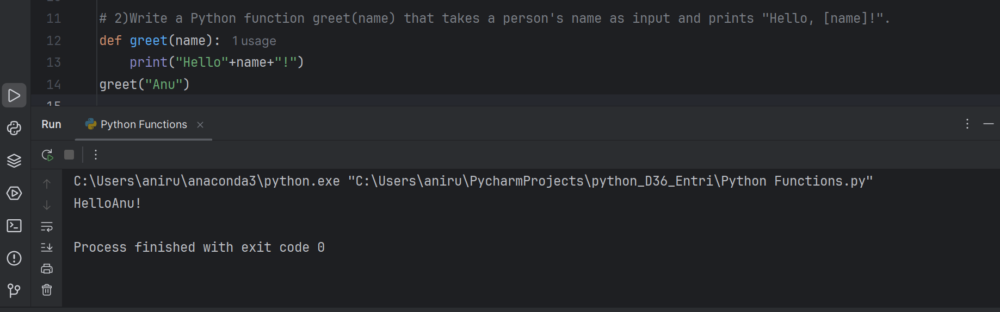 11 # 2)Write a Python function greet(name) that takes a person's name as input and prints "Hello, [name]!".
12 def greet(name): 1 usage
13 print("Hello"+name+"!")
14 greet("Anu")
15
Run Python Functions
C:\Users\aniru\anaconda3\python.exe "C:\Users\aniru\PycharmProjects\python_D36_Entri\Python Functions.py"
HelloAnu!
Process finished with exit code 0